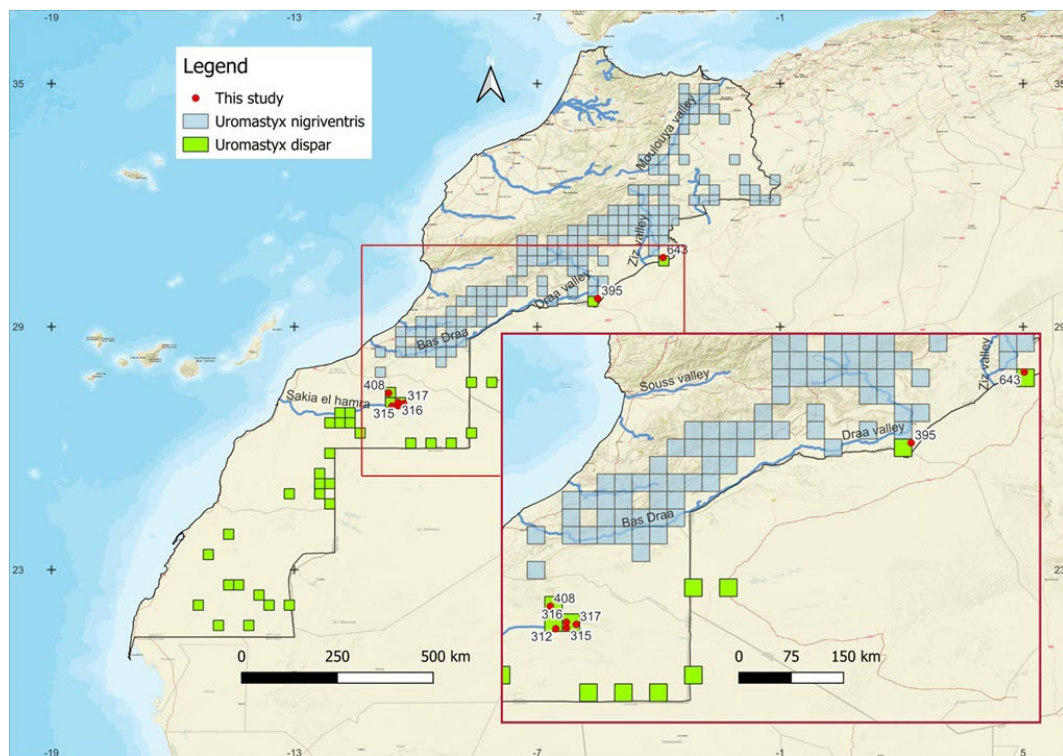 -19
-13
-7
-1
5
Legend
This study
Uromastyx nigriventris
Uromastyx dispar
35
35
Moulouya valley
Ziz valley
643
Draa valley
395
29
29
Bas Draa
408
317
Sakia el hamra
315
316
Souss valley
Ziz valley
643
Draa valley
395
Bas Draa
408
316
317
312
315
23
23
0
250
500 km
0
75
150 km
-19
-13
-7
-1
5